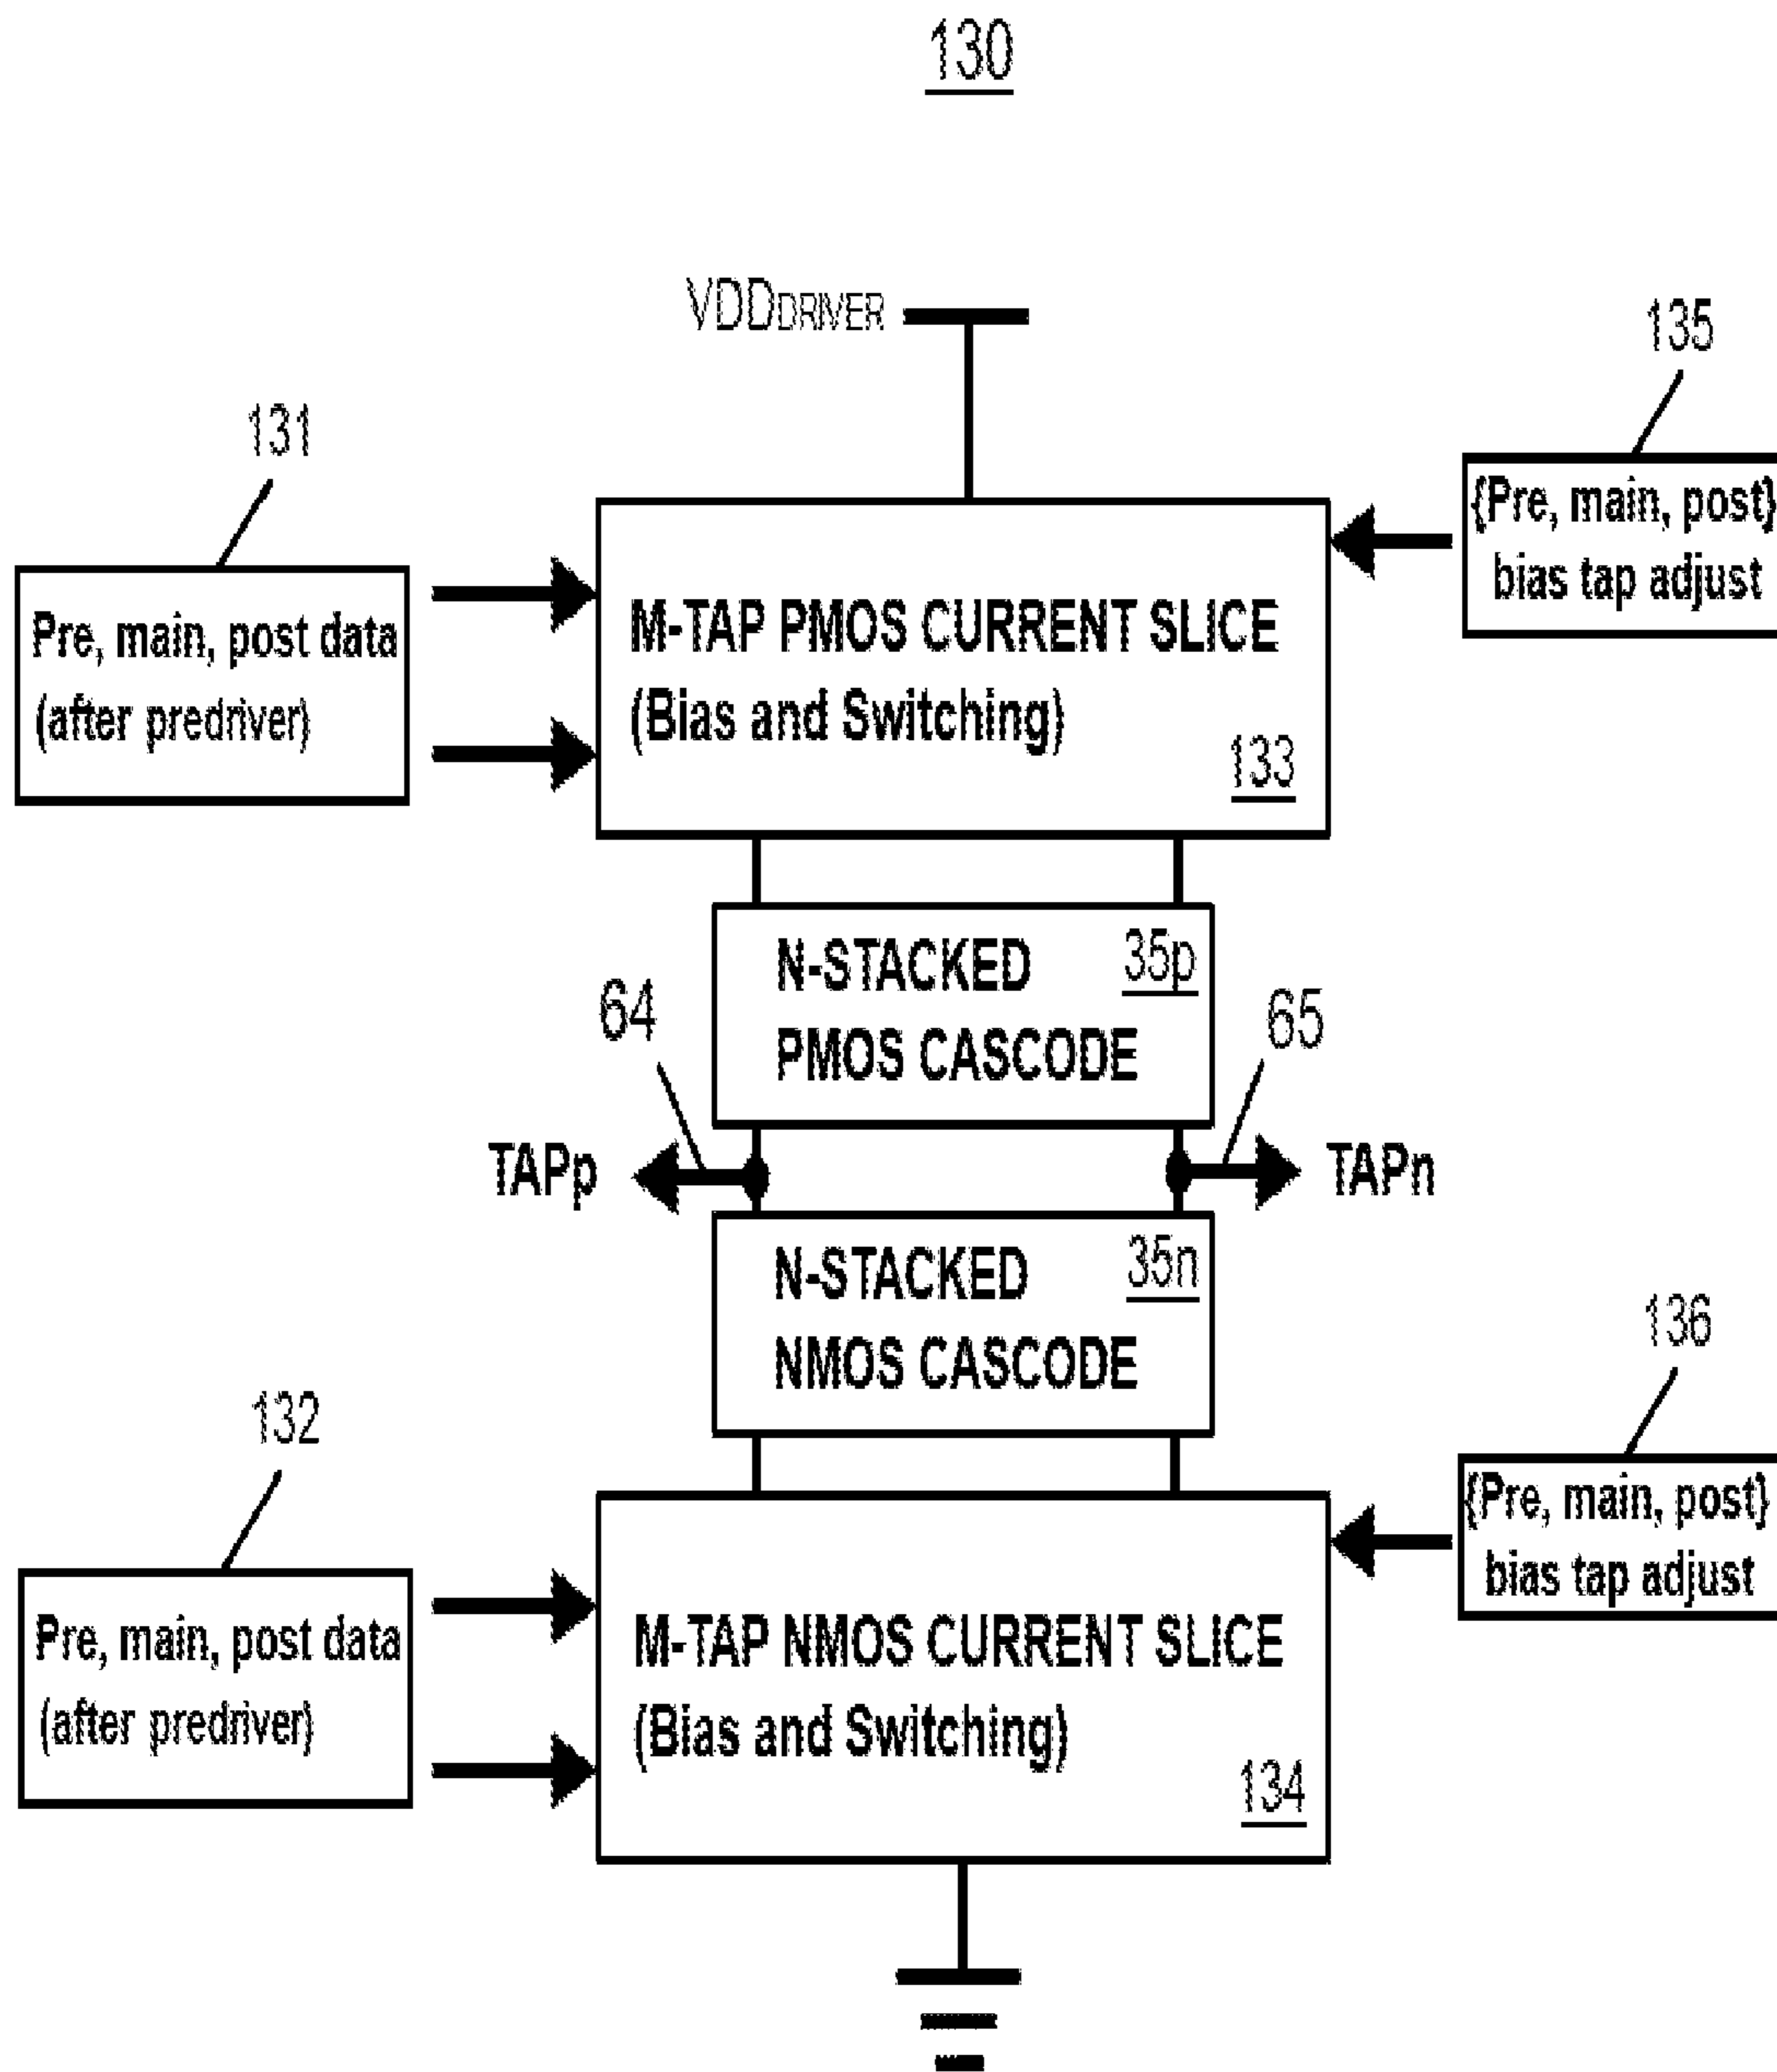 130
VDDDRIVER
135
131
{Pre, main, post}
bias tap adjust
Pre, main, post data
(after predriver)
M-TAP PMOS CURRENT SLICE
(Bias and Switching)
133
N-STACKED
35p
PMOS CASCODE
64
65
TAPp
TAPn
N-STACKED
35n
NMOS CASCODE
136
132
{Pre, main, post}
bias tap adjust
Pre, main, post data
(after predriver)
M-TAP NMOS CURRENT SLICE
(Bias and Switching)
134